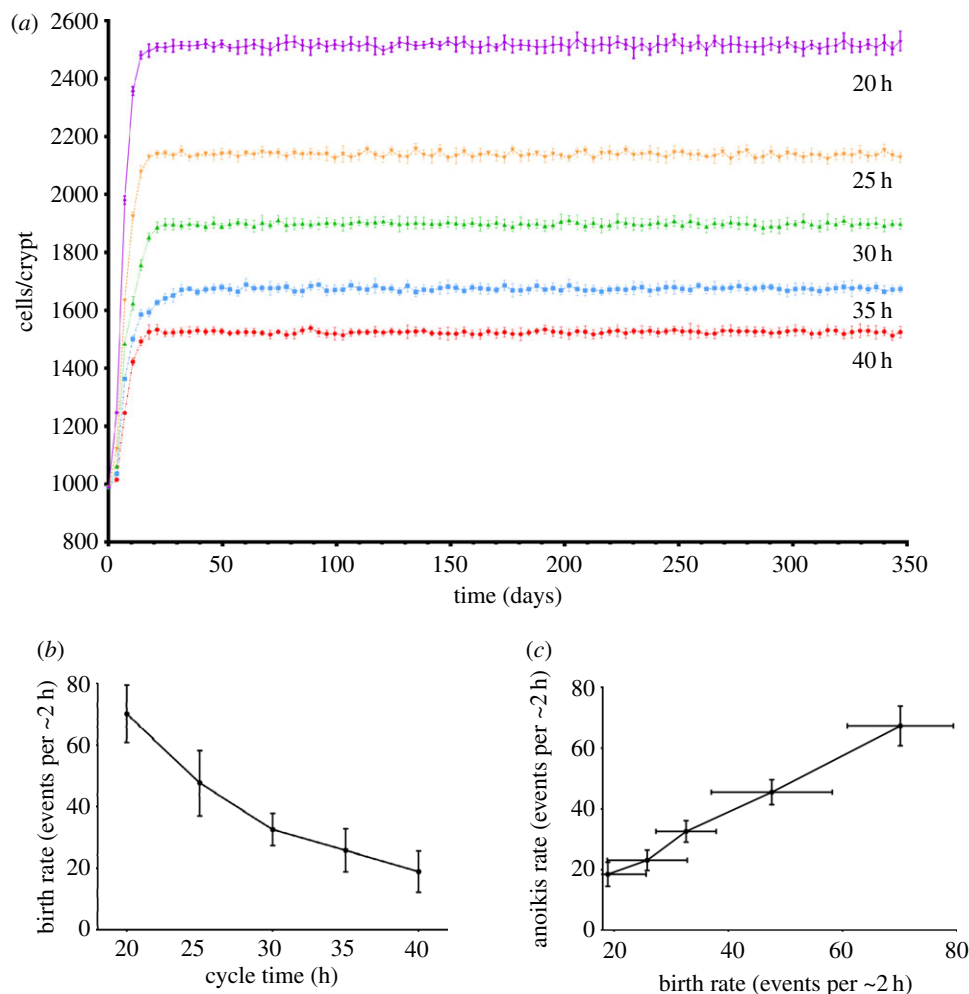 (a)
2600
2400
2200
2000
1800
1600
1400
1200
1000
800
cells/crypt
20 h
25 h
30 h
35 h
40 h
0 50 100 150 200 250 300 350
time (days)
(b)
80
60
40
20
0
birth rate (events per ~2 h)
20 25 30 35 40
cycle time (h)
(c)
80
60
40
20
0
anoikis rate (events per ~2 h)
20 40 60 80
birth rate (events per ~2 h)